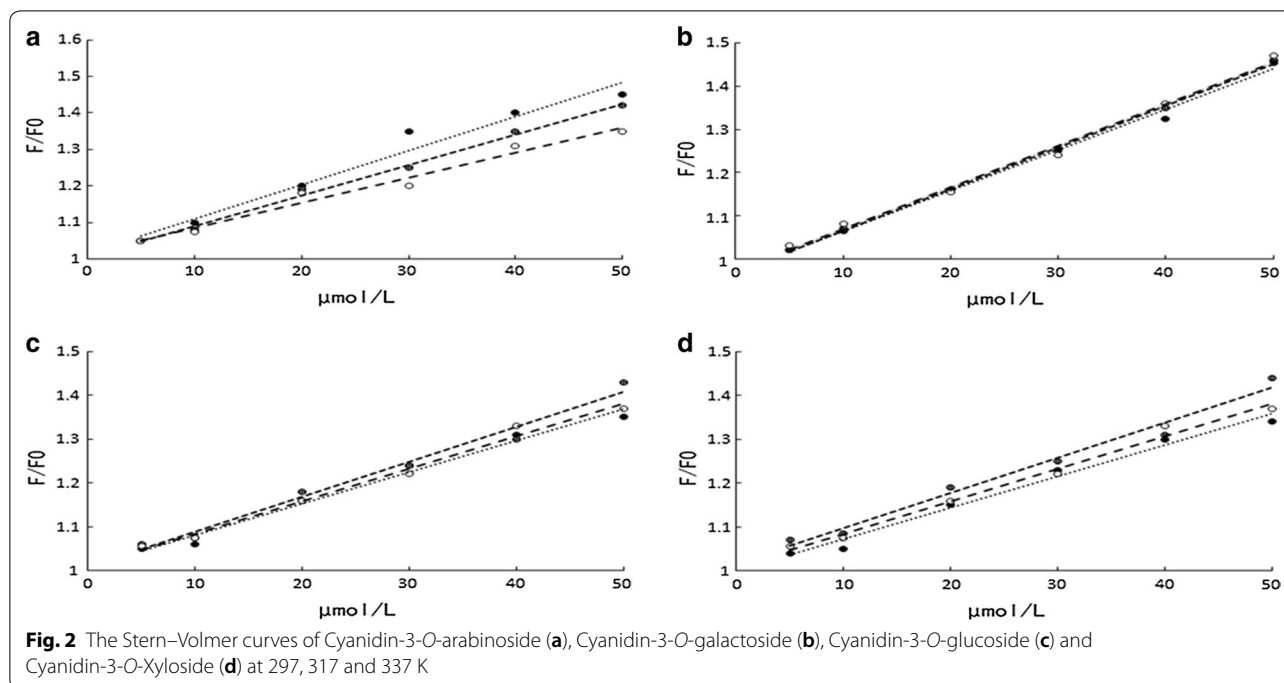 a
1.6
1.5
1.4
1.3
1.2
1.1
1
F/F0
0 10 20 30 40 50
μmol/L
b
1.5
1.4
1.3
1.2
1.1
1
F/F0
0 10 20 30 40 50
μmol/L
c
1.5
1.4
1.3
1.2
1.1
1
F/F0
0 10 20 30 40 50
μmol/L
d
1.5
1.4
1.3
1.2
1.1
1
F/F0
0 10 20 30 40 50
μmol/L
Fig. 2 The Stern–Volmer curves of Cyanidin-3-O-arabinoside (a), Cyanidin-3-O-galactoside (b), Cyanidin-3-O-glucoside (c) and
Cyanidin-3-O-Xyloside (d) at 297, 317 and 337 K